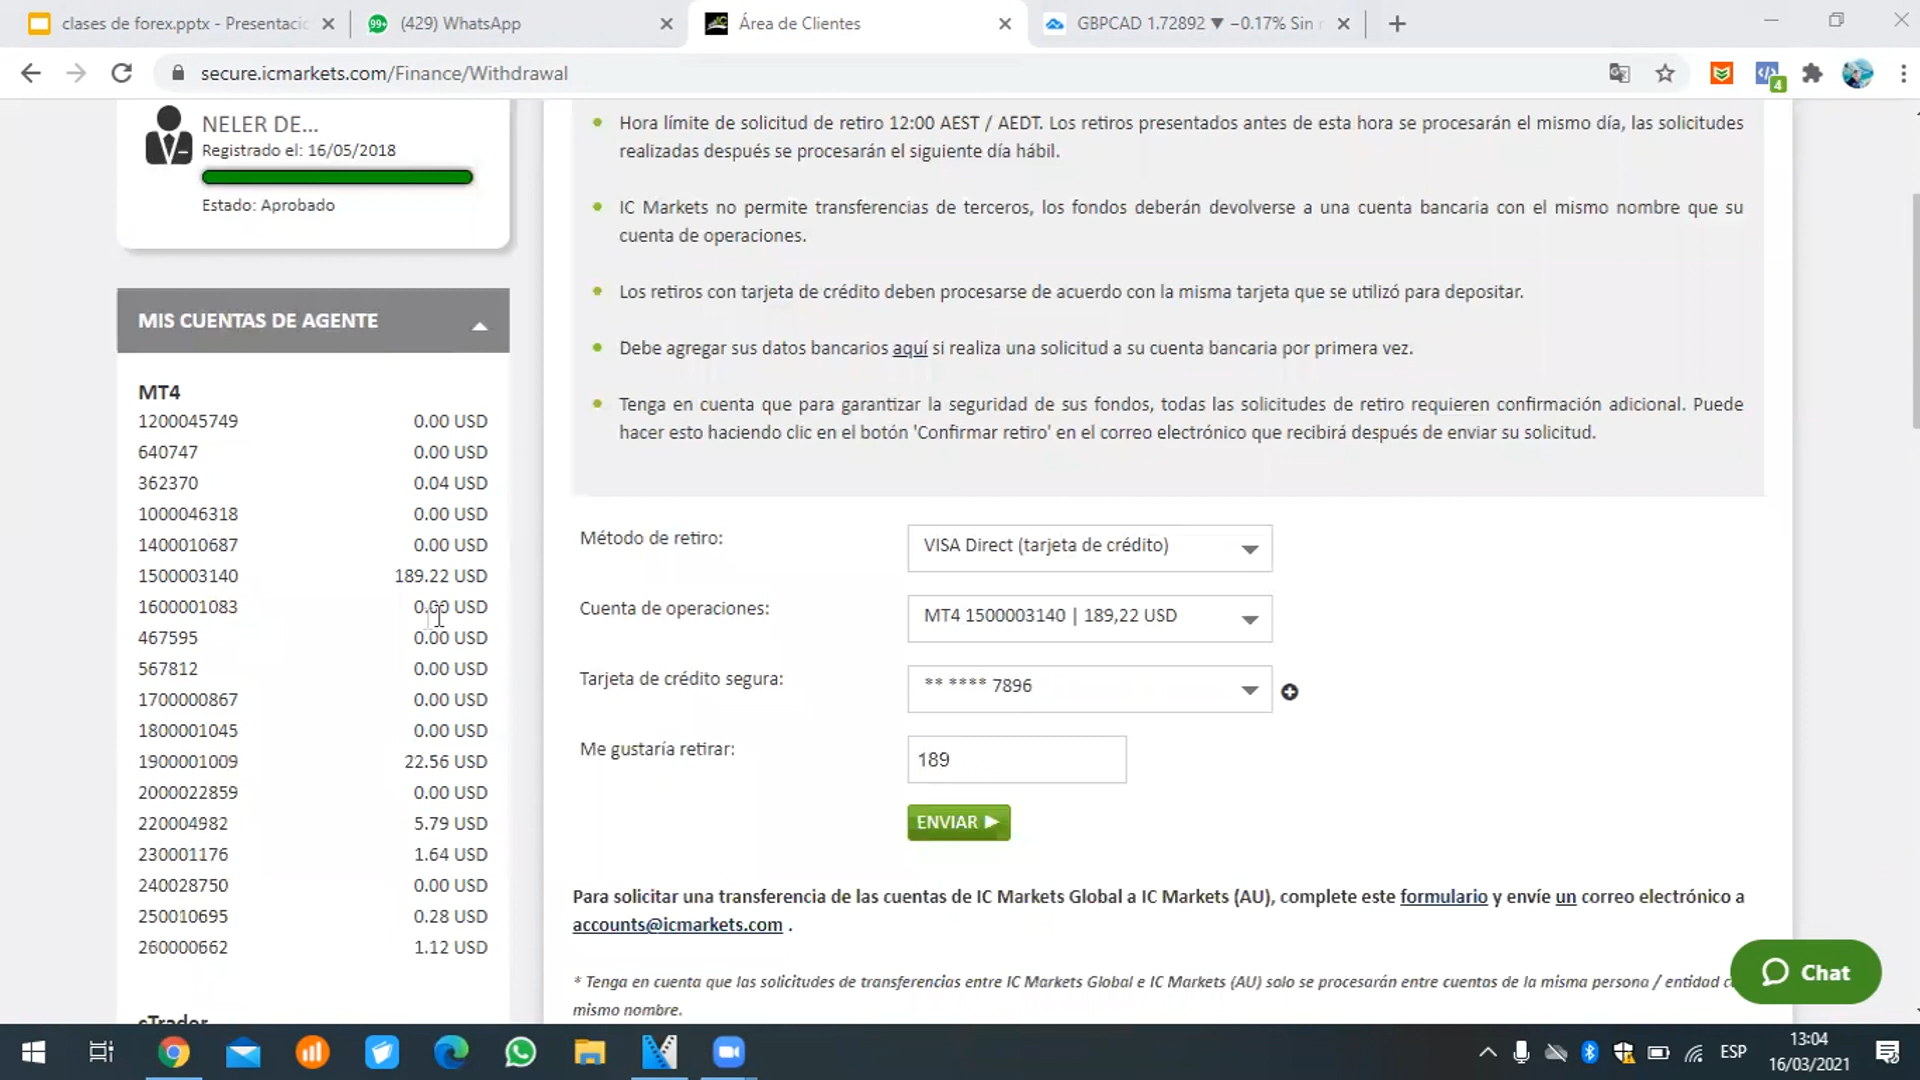 clases de forex.pptx - Presentacio
(429) WhatsApp
Área de Clientes
GBPCAD 1.72892 ▼ −0.17% Sin
secure.icmarkets.com/Finance/Withdrawal
4
NELER DE...
Registrado el: 16/05/2018
Estado: Aprobado
MIS CUENTAS DE AGENTE
MT4
1200045749 0.00 USD
640747 0.00 USD
362370 0.04 USD
1000046318 0.00 USD
1400010687 0.00 USD
1500003140 189.22 USD
1600001083 0.00 USD
467595 0.00 USD
567812 0.00 USD
1700000867 0.00 USD
1800001045 0.00 USD
1900001009 22.56 USD
2000022859 0.00 USD
220004982 5.79 USD
230001176 1.64 USD
240028750 0.00 USD
250010695 0.28 USD
260000662 1.12 USD
cTrader
Hora límite de solicitud de retiro 12:00 AEST / AEDT. Los retiros presentados antes de esta hora se procesarán el mismo día, las solicitudes
realizadas después se procesarán el siguiente día hábil.
IC Markets no permite transferencias de terceros, los fondos deberán devolverse a una cuenta bancaria con el mismo nombre que su
cuenta de operaciones.
Los retiros con tarjeta de crédito deben procesarse de acuerdo con la misma tarjeta que se utilizó para depositar.
Debe agregar sus datos bancarios aquí si realiza una solicitud a su cuenta bancaria por primera vez.
Tenga en cuenta que para garantizar la seguridad de sus fondos, todas las solicitudes de retiro requieren confirmación adicional. Puede
hacer esto haciendo clic en el botón 'Confirmar retiro' en el correo electrónico que recibirá después de enviar su solicitud.
Método de retiro: VISA Direct (tarjeta de crédito)
Cuenta de operaciones: MT4 1500003140 | 189,22 USD
Tarjeta de crédito segura: ** **** 7896
Me gustaría retirar: 189
ENVIAR ▶
Para solicitar una transferencia de las cuentas de IC Markets Global a IC Markets (AU), complete este formulario y envíe un correo electrónico a
accounts@icmarkets.com .
* Tenga en cuenta que las solicitudes de transferencias entre IC Markets Global e IC Markets (AU) solo se procesarán entre cuentas de la misma persona / entidad c
mismo nombre.
Chat
ESP
13:04
16/03/2021